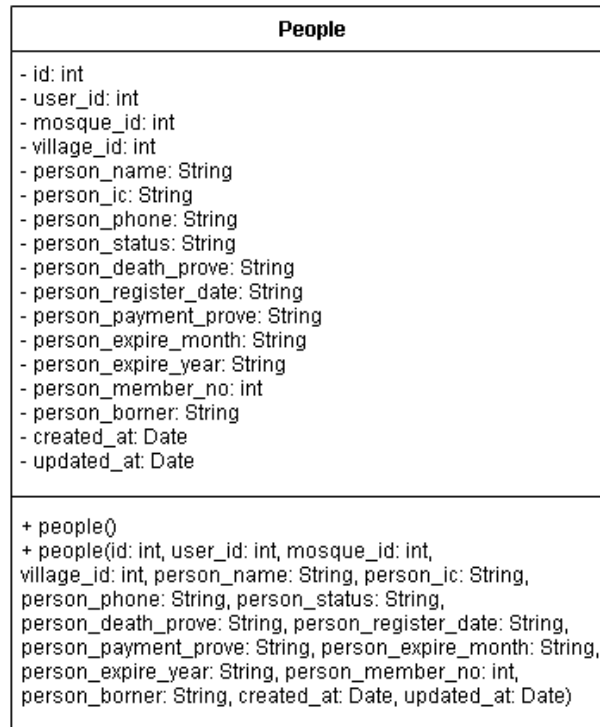 People
- id: int
- user_id: int
- mosque_id: int
- village_id: int
- person_name: String
- person_ic: String
- person_phone: String
- person_status: String
- person_death_prove: String
- person_register_date: String
- person_payment_prove: String
- person_expire_month: String
- person_expire_year: String
- person_member_no: int
- person_borner: String
- created_at: Date
- updated_at: Date
+ people()
+ people(id: int, user_id: int, mosque_id: int,
village_id: int, person_name: String, person_ic: String,
person_phone: String, person_status: String,
person_death_prove: String, person_register_date: String,
person_payment_prove: String, person_expire_month: String,
person_expire_year: String, person_member_no: int,
person_borner: String, created_at: Date, updated_at: Date)